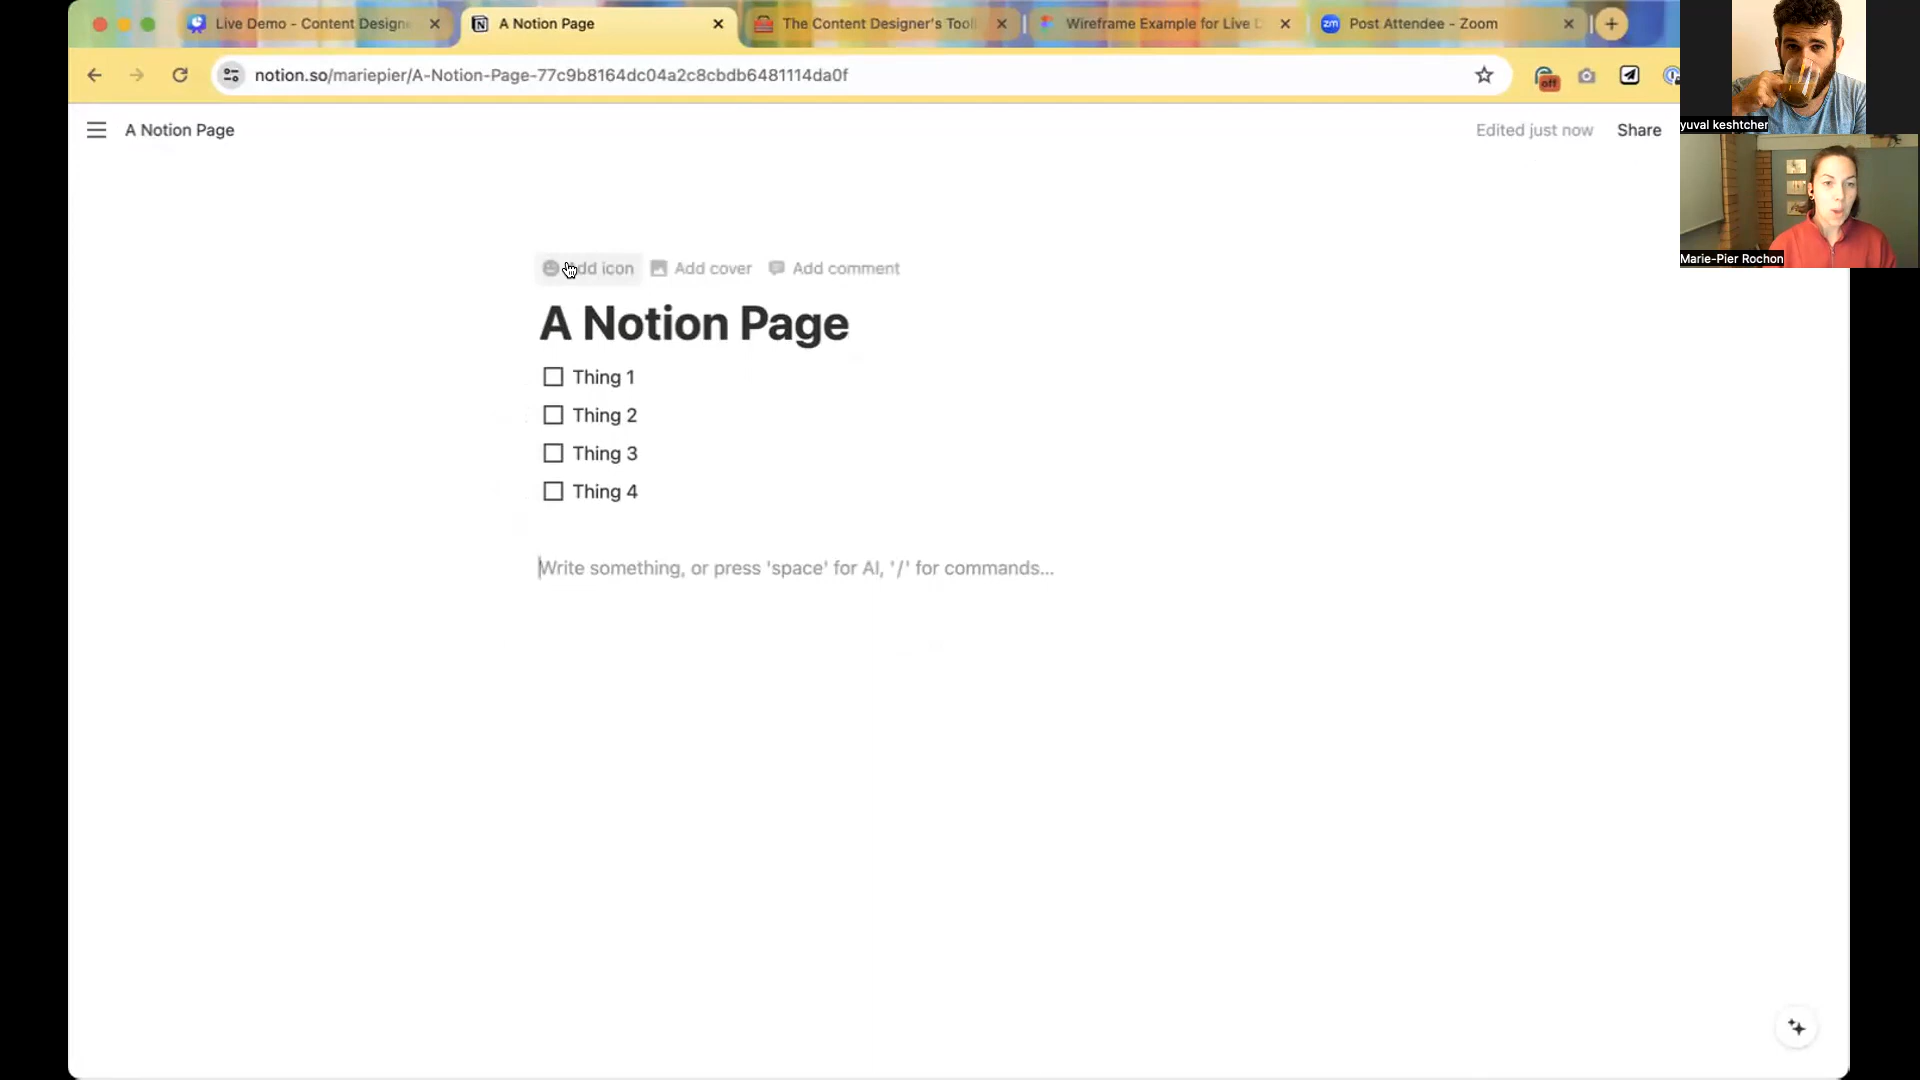 Live Demo - Content Designe
A Notion Page
The Content Designer's Tool
Wireframe Example for Live D
Post Attendee - Zoom
notion.so/mariepier/A-Notion-Page-77c9b8164dc04a2c8cbdb6481114da0f
off
yuval keshtcher
A Notion Page
Edited just now
Share
Marie-Pier Rochon
Add icon
Add cover
Add comment
A Notion Page
Thing 1
Thing 2
Thing 3
Thing 4
Write something, or press 'space' for AI, '/' for commands...